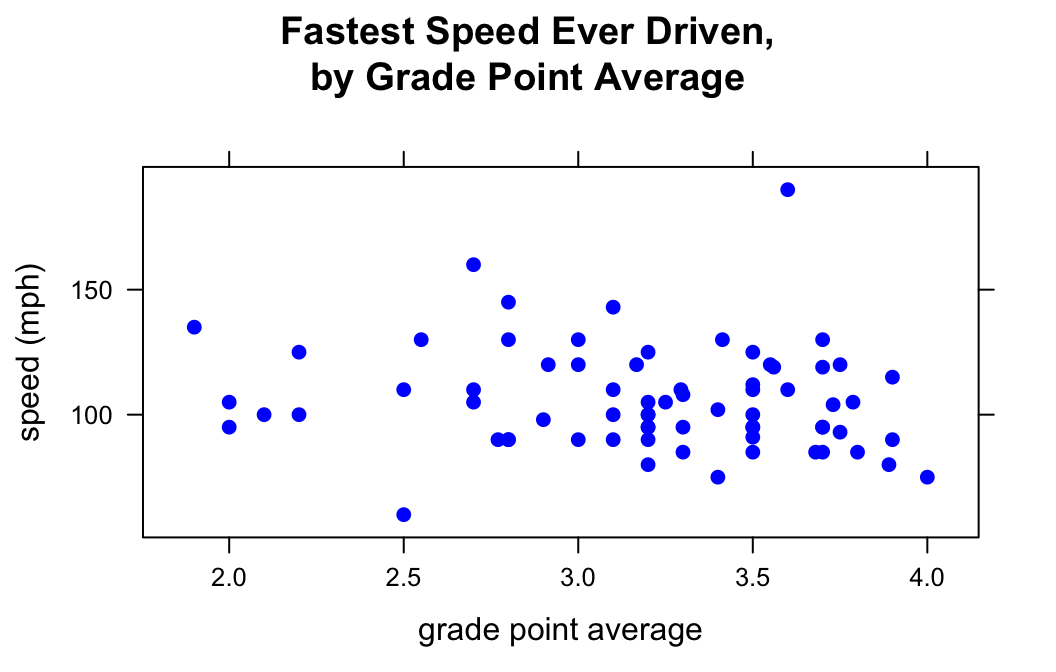 Fastest Speed Ever Driven,
by Grade Point Average
speed (mph)
150
100
2.0 2.5 3.0 3.5 4.0
grade point average